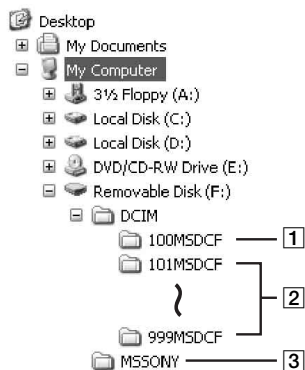 Desktop
My Documents
My Computer
3½ Floppy (A:)
Local Disk (C:)
Local Disk (D:)
DVD/CD-RW Drive (E:)
Removable Disk (F:)
DCIM
100MSDCF 1
101MSDCF
2
999MSDCF
MSSONY 3